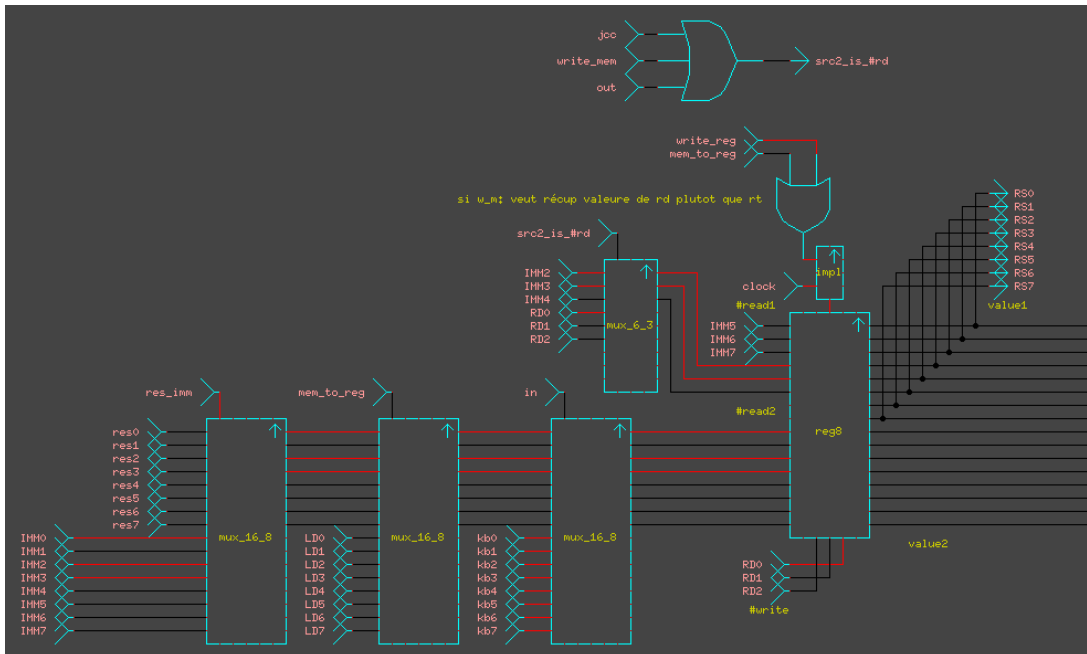 jcc
write_mem
src2_is_#rd
out
write_reg
mem_to_reg
si w_m: veut récup valeure de rd plutot que rt
RS0
RS1
RS2
RS3
RS4
RS5
RS6
RS7
value1
src2_is_#rd
impl
clock
#read1
IMM2
IMM3
IMM4
RD0
RD1
RD2
mux_6_3
IMM5
IMM6
IMM7
#read2
reg8
res_imm
mem_to_reg
in
res0
res1
res2
res3
res4
res5
res6
res7
mux_16_8
mux_16_8
mux_16_8
IMM0
IMM1
IMM2
IMM3
IMM4
IMM5
IMM6
IMM7
LD0
LD1
LD2
LD3
LD4
LD5
LD6
LD7
kb0
kb1
kb2
kb3
kb4
kb5
kb6
kb7
value2
RD0
RD1
RD2
#write